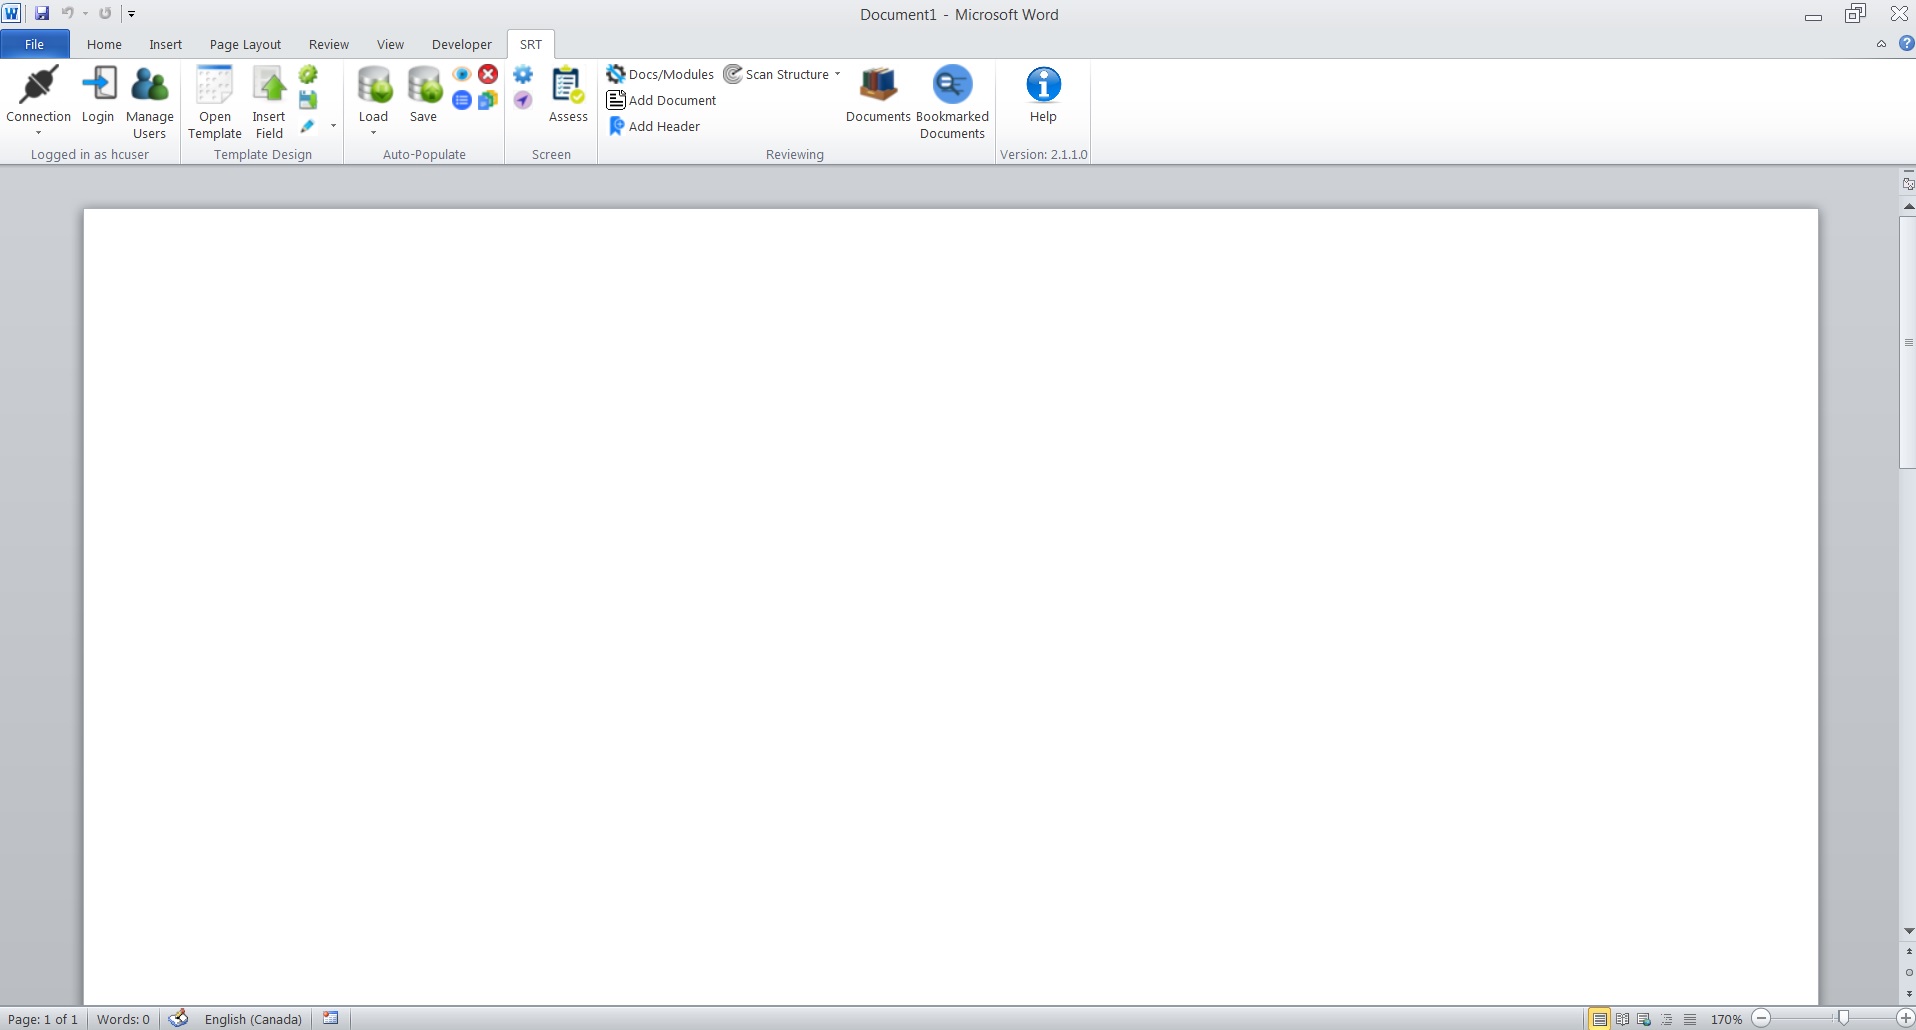 Document1 - Microsoft Word
File Home Insert Page Layout Review View Developer SRT
Connection Login Manage Users Open Template Insert Field Load Save Assess Docs/Modules Scan Structure Documents Bookmarked Documents Help
Add Document
Add Header
Logged in as hcuser Template Design Auto-Populate Screen Reviewing Version: 2.1.1.0
Page: 1 of 1 Words: 0 English (Canada) 170%